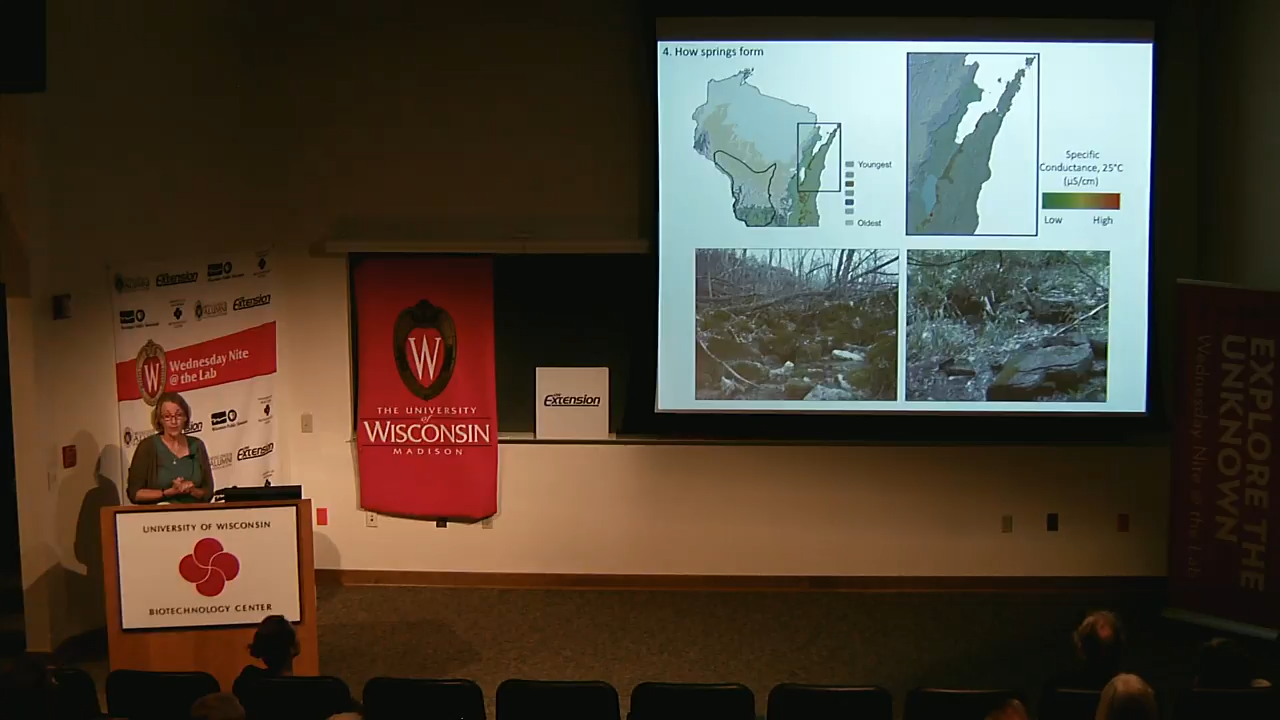 4. How springs form
Youngest
Oldest
Specific
Conductance, 25°C
(µS/cm)
Low High
Extension
Extension
Wednesday Nite
@ the Lab
Extension
W
THE UNIVERSITY
of
WISCONSIN
MADISON
Extension
UNIVERSITY OF WISCONSIN
BIOTECHNOLOGY CENTER
EXPLORE THE
UNKNOWN
Wednesday Nite @ the Lab